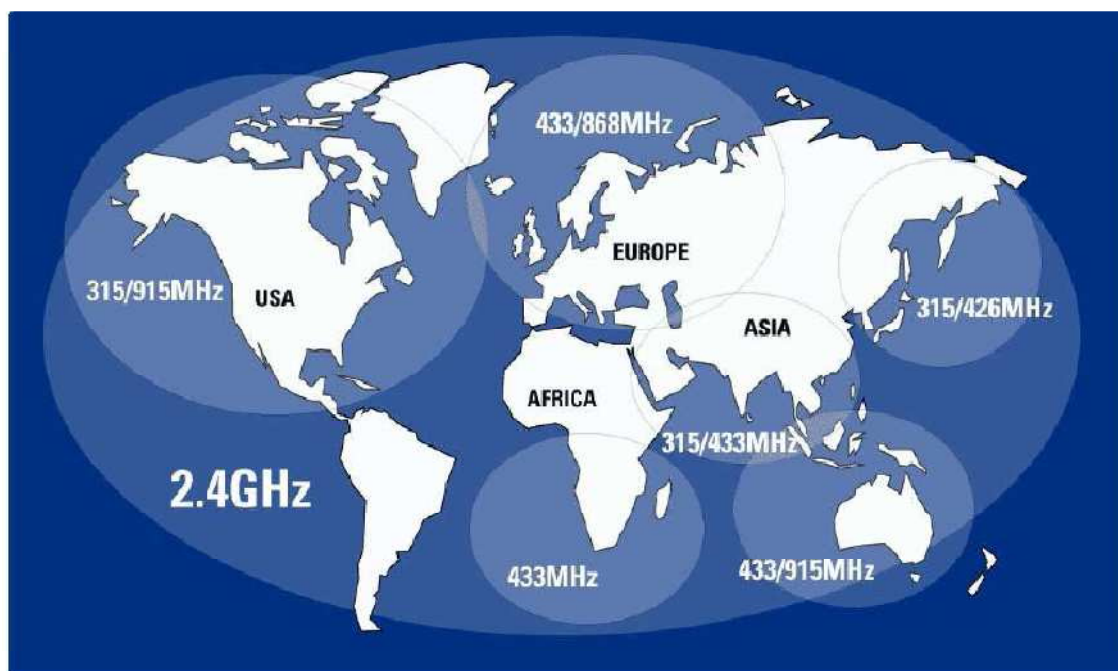 433/868MHz
EUROPE
315/915MHz
USA
315/426MHz
ASIA
AFRICA
315/433MHz
2.4GHz
433MHz
433/915MHz